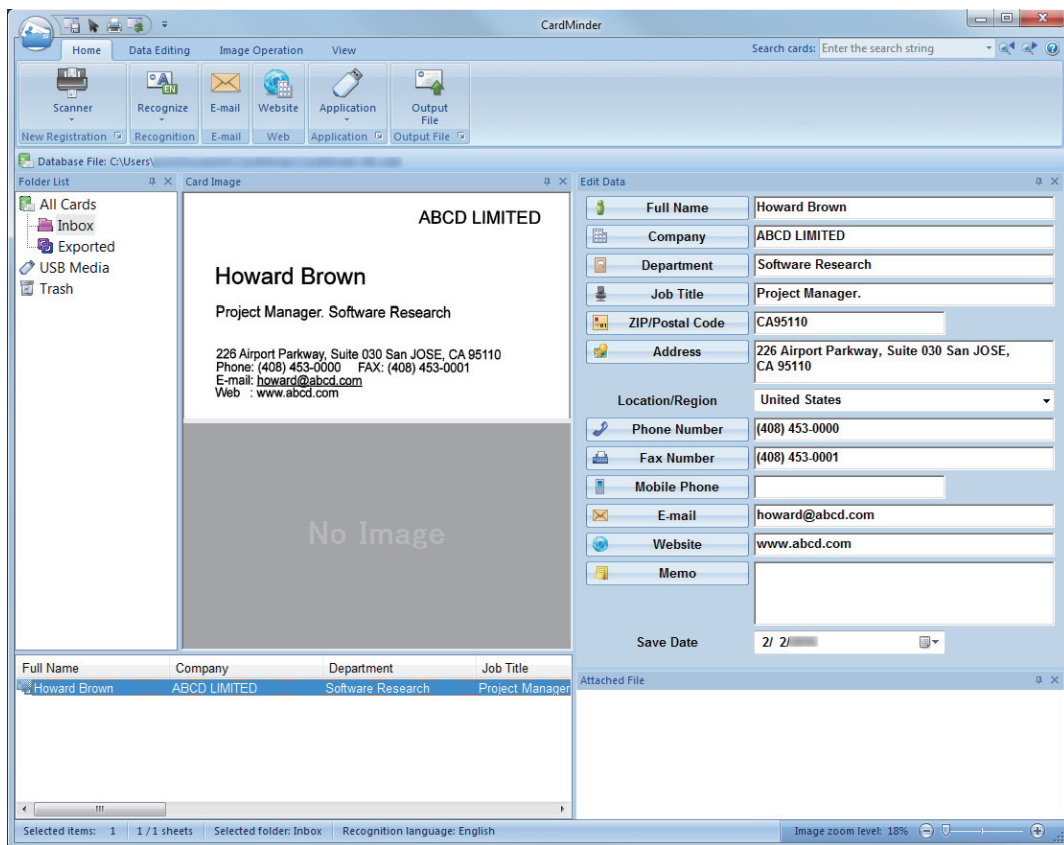 CardMinder
Home Data Editing Image Operation View Search cards: Enter the search string
Scanner Recognize E-mail Website Application Output File
New Registration Recognition E-mail Web Application Output File
Database File: C:\Users\
Folder List
All Cards
Inbox
Exported
USB Media
Trash
Card Image
ABCD LIMITED
Howard Brown
Project Manager. Software Research
226 Airport Parkway, Suite 030 San JOSE, CA 95110
Phone: (408) 453-0000 FAX: (408) 453-0001
E-mail: howard@abcd.com
Web : www.abcd.com
No Image
Edit Data
Full Name Howard Brown
Company ABCD LIMITED
Department Software Research
Job Title Project Manager.
ZIP/Postal Code CA95110
Address 226 Airport Parkway, Suite 030 San JOSE,
CA 95110
Location/Region United States
Phone Number (408) 453-0000
Fax Number (408) 453-0001
Mobile Phone
E-mail howard@abcd.com
Website www.abcd.com
Memo
Save Date 2/ 2/
Full Name Company Department Job Title
Howard Brown ABCD LIMITED Software Research Project Manager
Attached File
Selected items: 1 1 / 1 sheets Selected folder: Inbox Recognition language: English Image zoom level: 18%